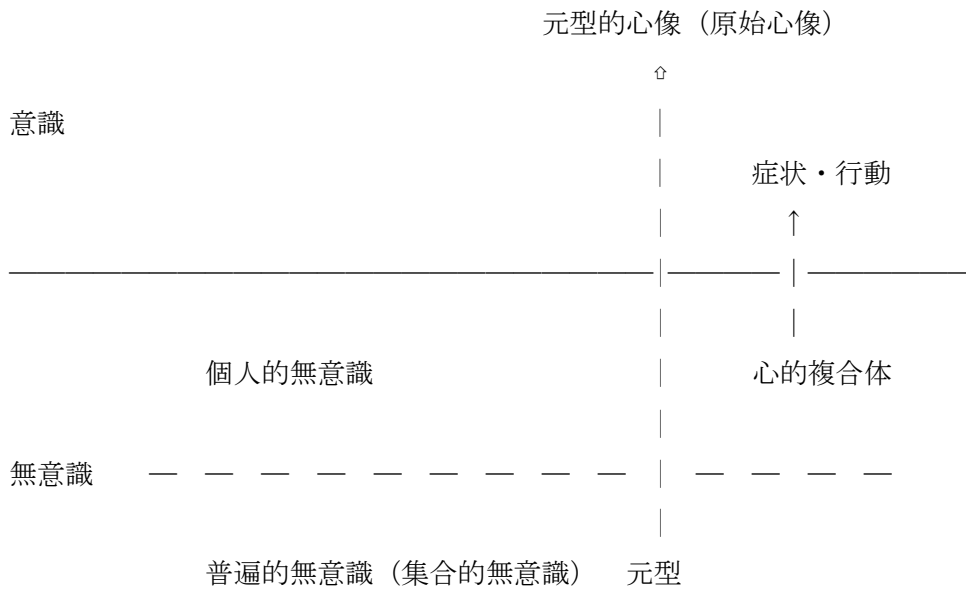 元型的心像（原始心像）
意識
症状・行動
個人的無意識 心的複合体
無意識
普遍的無意識（集合的無意識） 元型